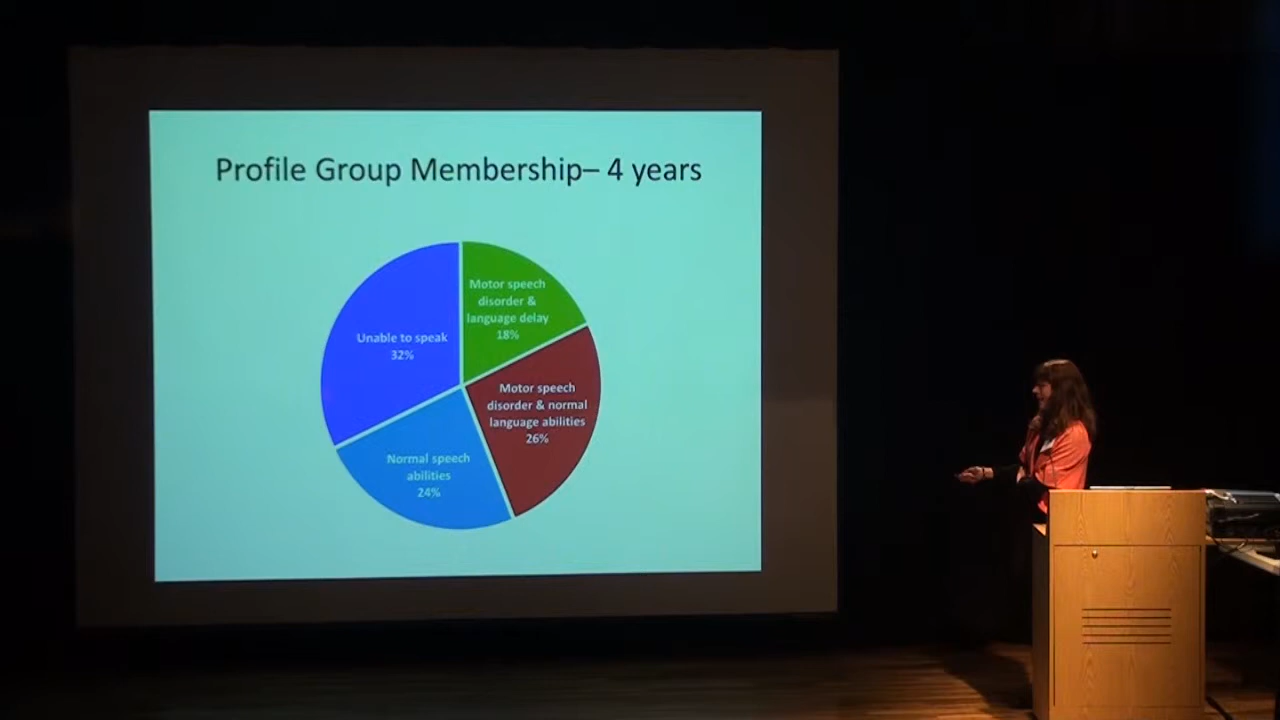 Profile Group Membership– 4 years
Motor speech
disorder &
language delay
18%
Unable to speak
32%
Motor speech
disorder & normal
language abilities
26%
Normal speech
abilities
24%